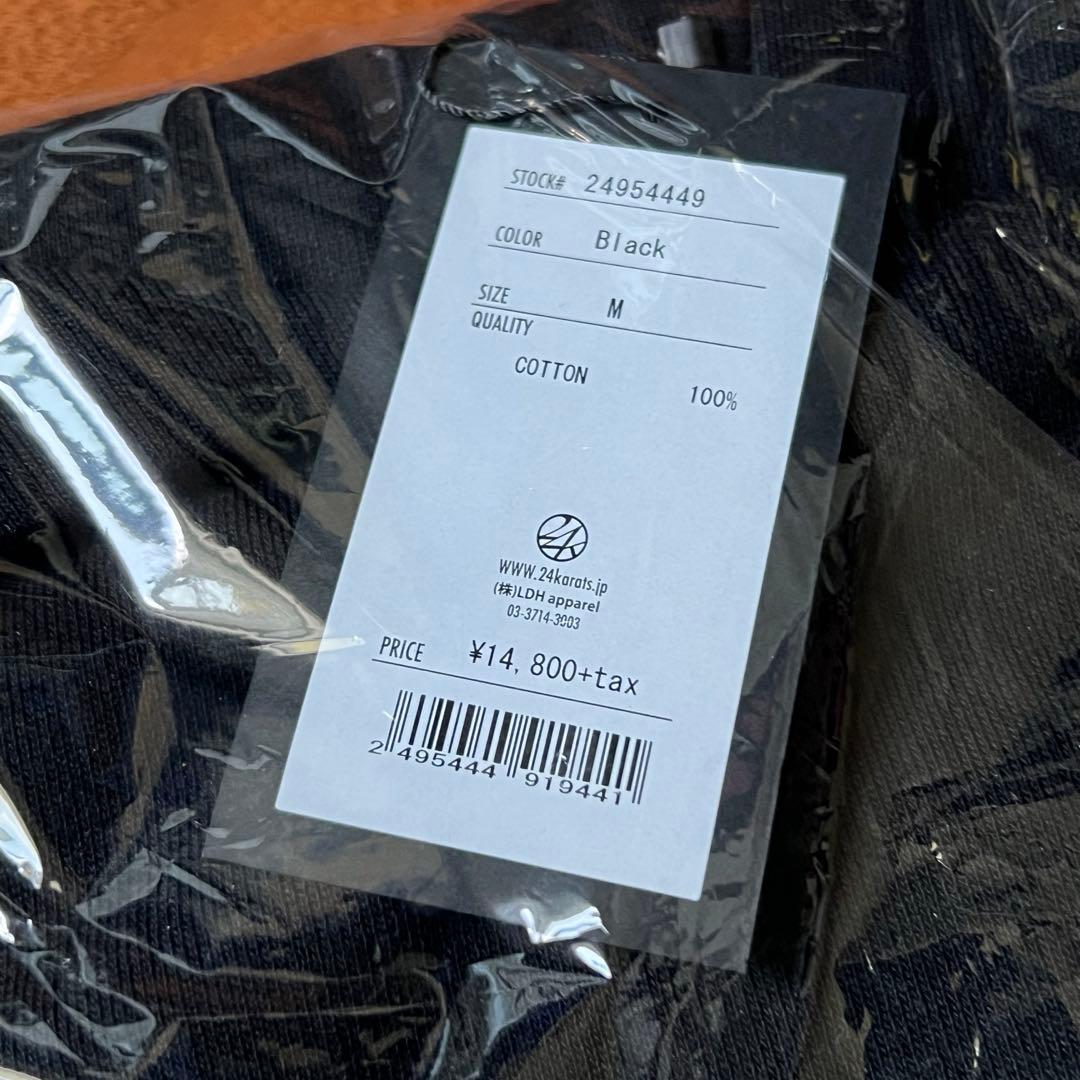 STOCK# 24954449
COLOR Black
SIZE M
QUALITY
COTTON
100%
24K
WWW.24karats.jp
(株)LDH apparel
03-3714-3003
PRICE ¥14,800+tax
2 495444 919441